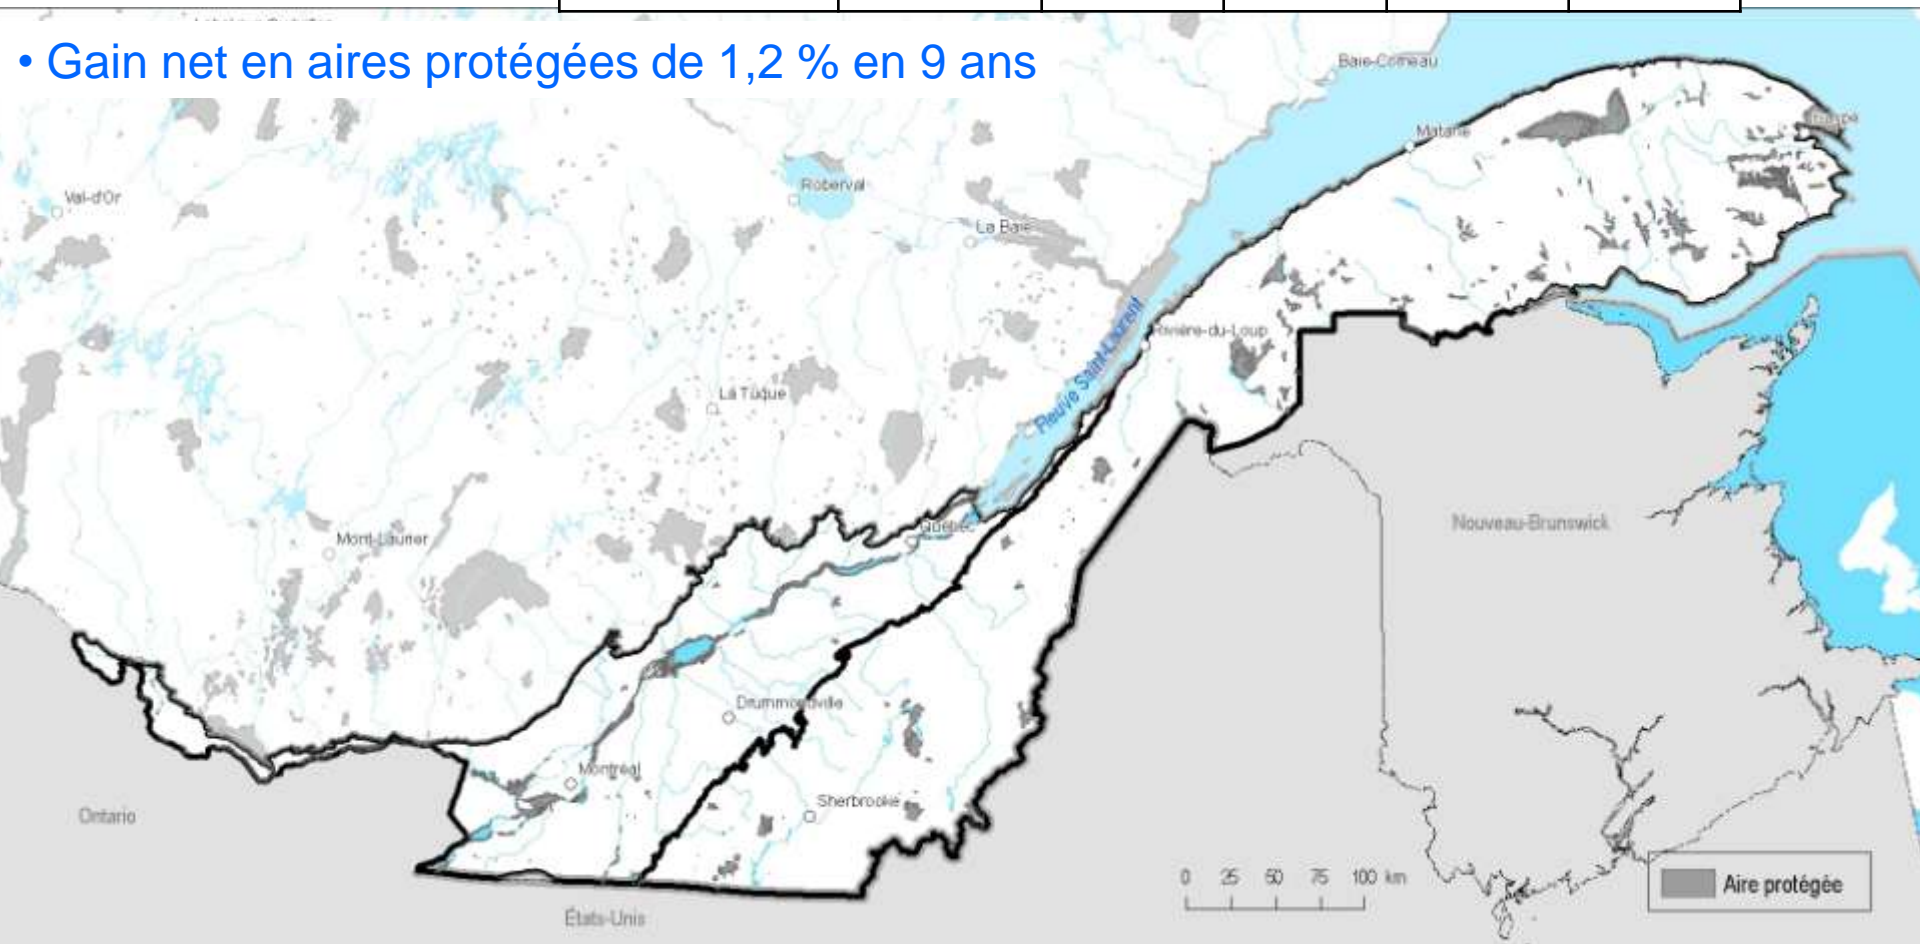 • Gain net en aires protégées de 1,2 % en 9 ans
Baie-Comeau
Matane
Gaspé
Val-d'Or
Roberval
La Baie
Fleuve Saint-Laurent
Rivière-du-Loup
La Tuque
Québec
Nouveau-Brunswick
Mont-Laurier
Drummondville
Montréal
Sherbrooke
Ontario
États-Unis
0 25 50 75 100 km
Aire protégée